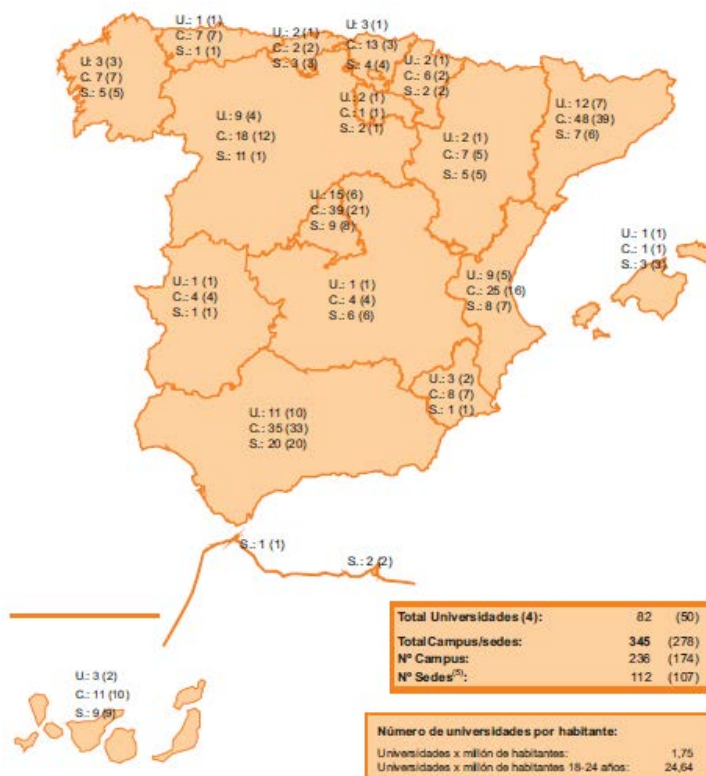 U.: 1 (1)
C.: 7 (7)
S.: 1 (1)
U.: 2 (1)
C.: 2 (2)
S.: 3 (3)
U: 3 (1)
C.: 13 (3)
S.: 4 (4)
U: 3 (3)
C. 7 (7)
S.: 5 (5)
U.: 2 (1)
C.: 6 (2)
S.: 2 (2)
U.: 2 (1)
C.: 1 (1)
S.: 2 (1)
U.: 9 (4)
C.: 18 (12)
S.: 11 (1)
U.: 2 (1)
C.: 7 (5)
S.: 5 (5)
U.: 12 (7)
C.: 48 (39)
S.: 7 (6)
U.: 15 (6)
C.: 39 (21)
S.: 9 (8)
U.: 1 (1)
C.: 1 (1)
S.: 3 (3)
U.: 1 (1)
C.: 4 (4)
S.: 1 (1)
U.: 1 (1)
C.: 4 (4)
S.: 6 (6)
U.: 9 (5)
C.: 25 (16)
S.: 8 (7)
U.: 3 (2)
C.: 8 (7)
S.: 1 (1)
U.: 11 (10)
C.: 35 (33)
S.: 20 (20)
S.: 1 (1)
S.: 2 (2)
U.: 3 (2)
C.: 11 (10)
S.: 9 (9)
Total Universidades (4): 82 (50)
Total Campus/sedes: 345 (278)
Nº Campus: 236 (174)
Nº Sedes(5): 112 (107)
Número de universidades por habitante:
Universidades x millón de habitantes: 1,75
Universidades x millón de habitantes 18-24 años: 24,64